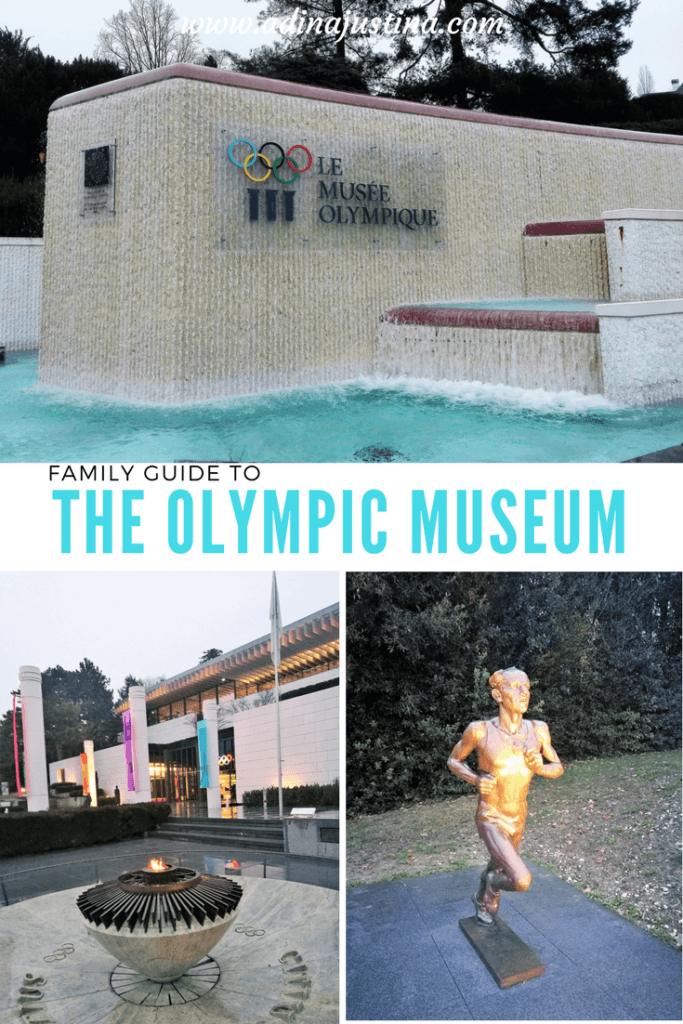 www.adinajustina.com
LE
MUSÉE
OLYMPIQUE
FAMILY GUIDE TO
THE OLYMPIC MUSEUM